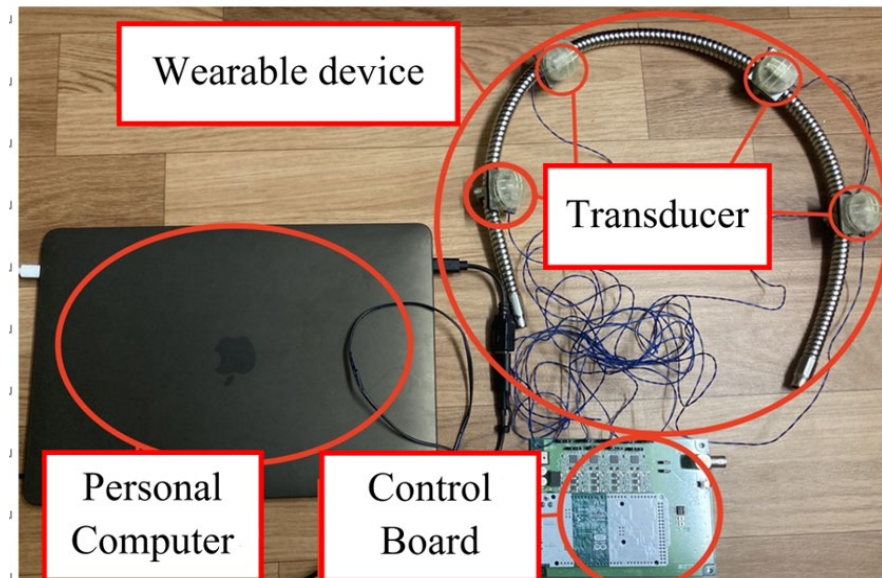 Wearable device
Transducer
Personal
Computer
Control
Board